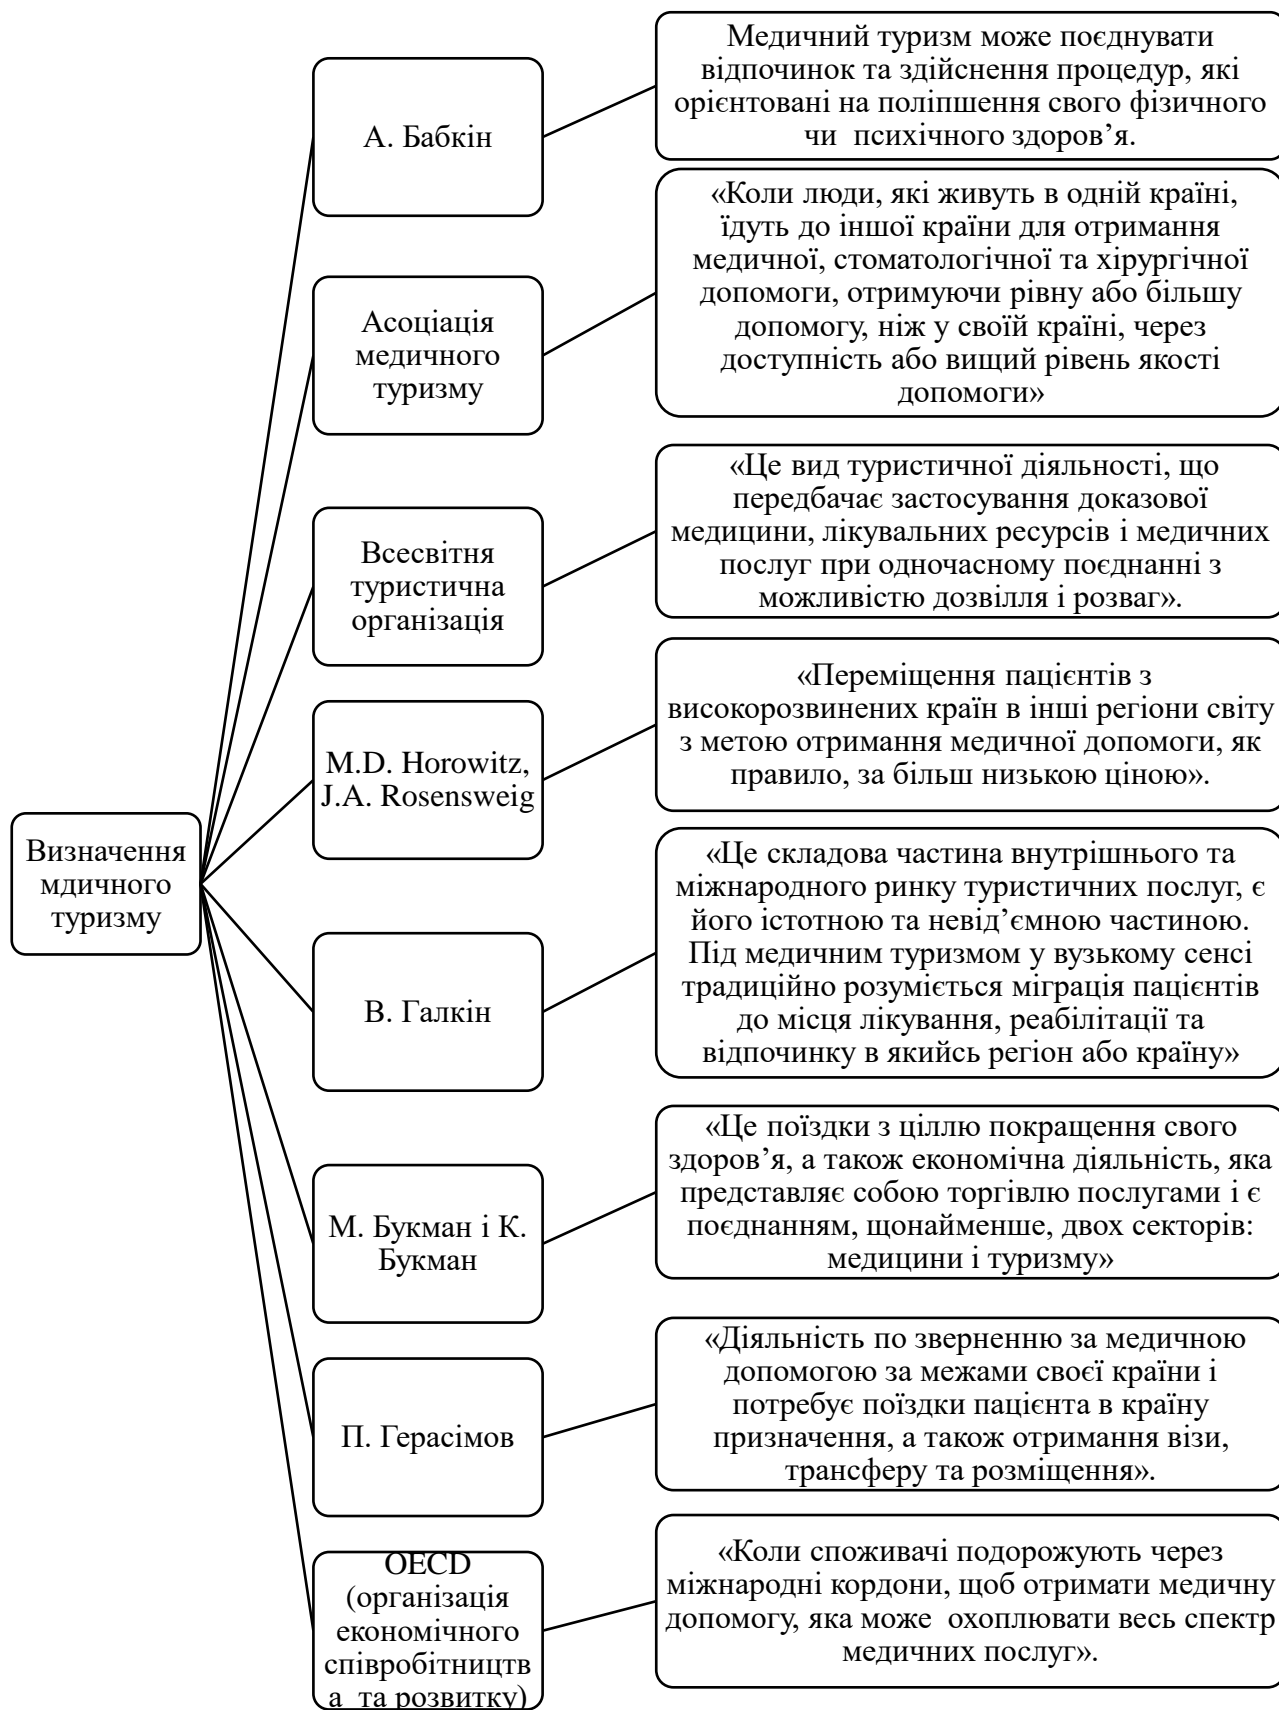 Визначення
мдичного
туризму
А. Бабкін
Медичний туризм може поєднувати
відпочинок та здійснення процедур, які
орієнтовані на поліпшення свого фізичного
чи психічного здоров’я.
Асоціація
медичного
туризму
«Коли люди, які живуть в одній країні,
їдуть до іншої країни для отримання
медичної, стоматологічної та хірургічної
допомоги, отримуючи рівну або більшу
допомогу, ніж у своїй країні, через
доступність або вищий рівень якості
допомоги»
Всесвітня
туристична
організація
«Це вид туристичної діяльності, що
передбачає застосування доказової
медицини, лікувальних ресурсів і медичних
послуг при одночасному поєднанні з
можливістю дозвілля і розваг».
M.D. Horowitz,
J.A. Rosensweig
«Переміщення пацієнтів з
високорозвинених країн в інші регіони світу
з метою отримання медичної допомоги, як
правило, за більш низькою ціною».
В. Галкін
«Це складова частина внутрішнього та
міжнародного ринку туристичних послуг, є
його істотною та невід’ємною частиною.
Під медичним туризмом у вузькому сенсі
традиційно розуміється міграція пацієнтів
до місця лікування, реабілітації та
відпочинку в якийсь регіон або країну»
М. Букман і К.
Букман
«Це поїздки з ціллю покращення свого
здоров’я, а також економічна діяльність, яка
представляє собою торгівлю послугами і є
поєднанням, щонайменше, двох секторів:
медицини і туризму»
П. Герасімов
«Діяльність по зверненню за медичною
допомогою за межами своєї країни і
потребує поїздки пацієнта в країну
призначення, а також отримання візи,
трансферу та розміщення».
OECD
(організація
економічного
співробітництв
а та розвитку)
«Коли споживачі подорожують через
міжнародні кордони, щоб отримати медичну
допомогу, яка може охоплювати весь спектр
медичних послуг».